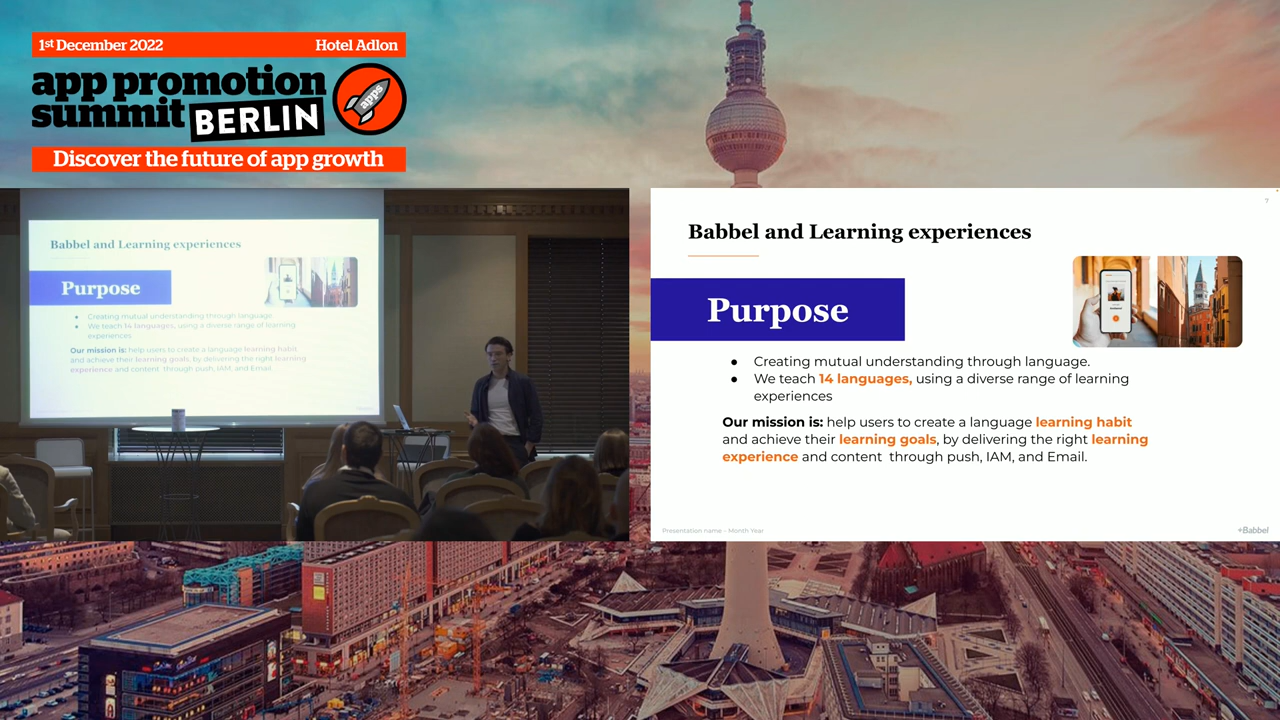 1st December 2022 Hotel Adlon
app promotion
summit BERLIN
apps
Discover the future of app growth
Babbel and Learning experiences
Purpose
• Creating mutual understanding through language.
• We teach 14 languages, using a diverse range of learning
experiences
Our mission is: help users to create a language learning habit
and achieve their learning goals, by delivering the right learning
experience and content through push, IAM, and Email.
7
Babbel and Learning experiences
Purpose
• Creating mutual understanding through language.
• We teach 14 languages, using a diverse range of learning
experiences
Our mission is: help users to create a language learning habit
and achieve their learning goals, by delivering the right learning
experience and content through push, IAM, and Email.
Presentation name – Month Year
+Babbel